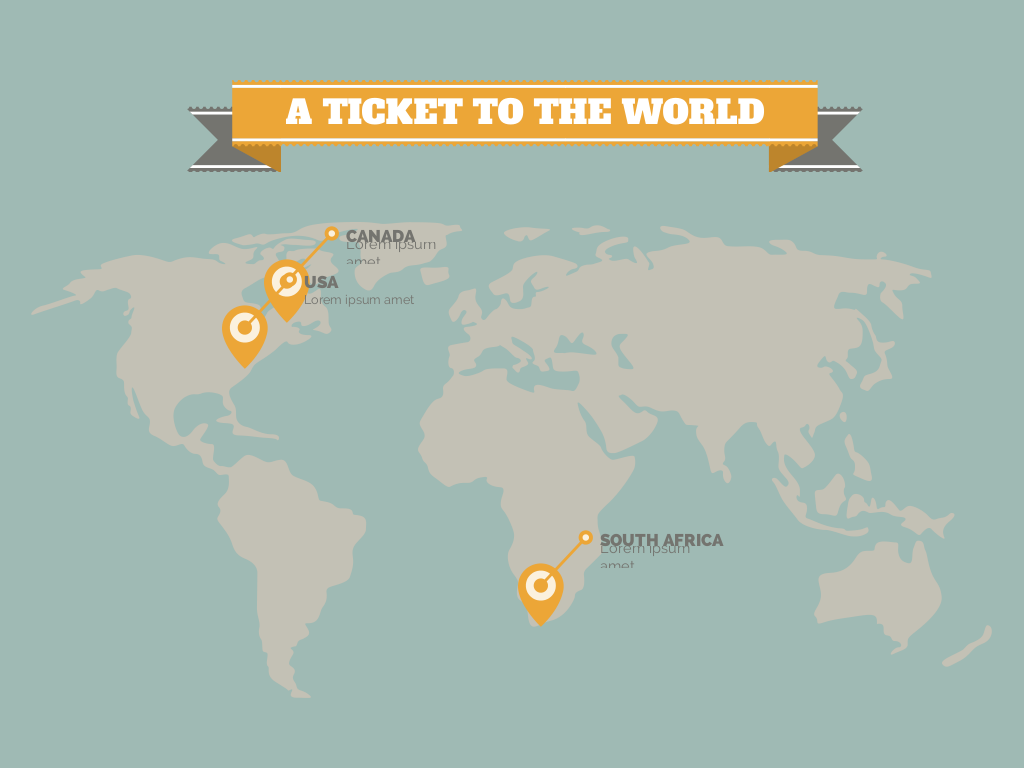 A TICKET TO THE WORLD
CANADA
Lorem ipsum
amet
USA
Lorem ipsum amet
SOUTH AFRICA
Lorem ipsum
amet